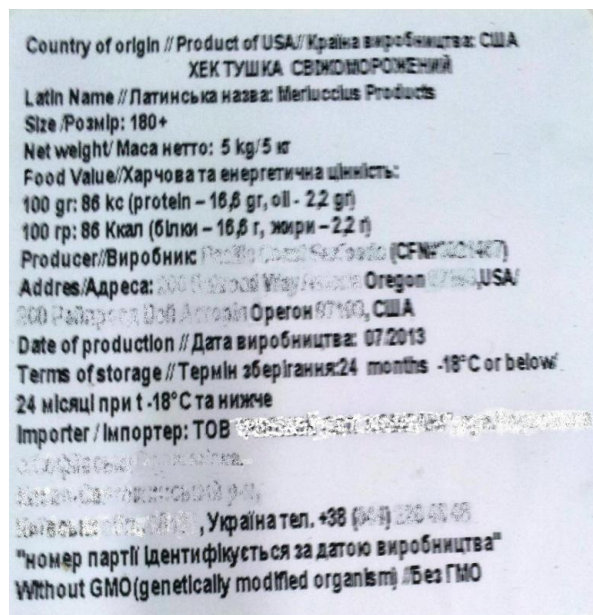 Country of origin // Product of USA// Країна виробництва: США
ХЕК ТУШКА СВІЖОМОРОЖЕНИЙ
Latin Name // Латинська назва: Merluccius Products
Size /Розмір: 180+
Net weight/ Маса нетто: 5 kg/5 кг
Food Value//Харчова та енергетична цінність:
100 gr: 86 kc (protein – 16,6 gr, oil - 2,2 gr)
100 гр: 86 Ккал (білки – 16,6 г, жири – 2,2 г)
Producer//Виробник: (CFN#
Addres/Адреса: Oregon ,USA/
Орегон , США
Date of production // Дата виробництва: 07.2013
Terms of storage // Термін зберігання:24 months -18°C or below/
24 місяці при t -18°C та нижче
Importer / Імпортер: ТОВ
, Україна тел. +38
"номер партії ідентифікується за датою виробництва"
Without GMO(genetically modified organism) //Без ГМО